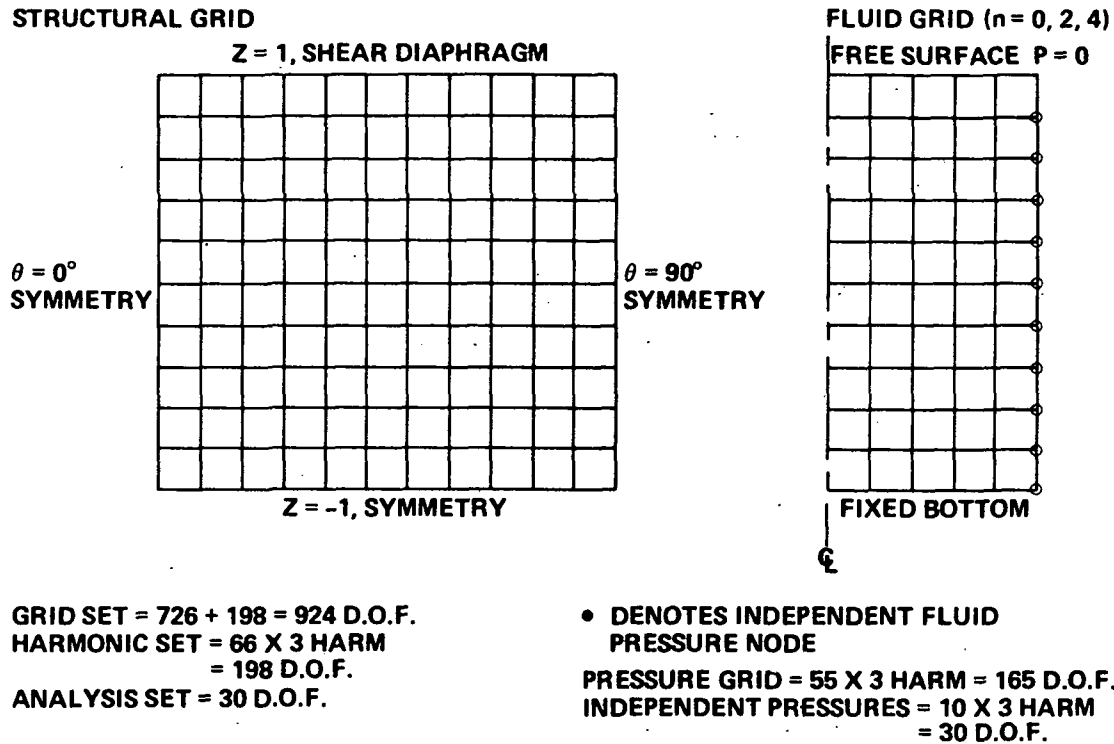 STRUCTURAL GRID
Z = 1, SHEAR DIAPHRAGM
θ = 0°
SYMMETRY
θ = 90°
SYMMETRY
Z = -1, SYMMETRY
FLUID GRID (n = 0, 2, 4)
FREE SURFACE P = 0
FIXED BOTTOM
℄
GRID SET = 726 + 198 = 924 D.O.F.
HARMONIC SET = 66 X 3 HARM
= 198 D.O.F.
ANALYSIS SET = 30 D.O.F.
• DENOTES INDEPENDENT FLUID
PRESSURE NODE
PRESSURE GRID = 55 X 3 HARM = 165 D.O.F.
INDEPENDENT PRESSURES = 10 X 3 HARM
= 30 D.O.F.